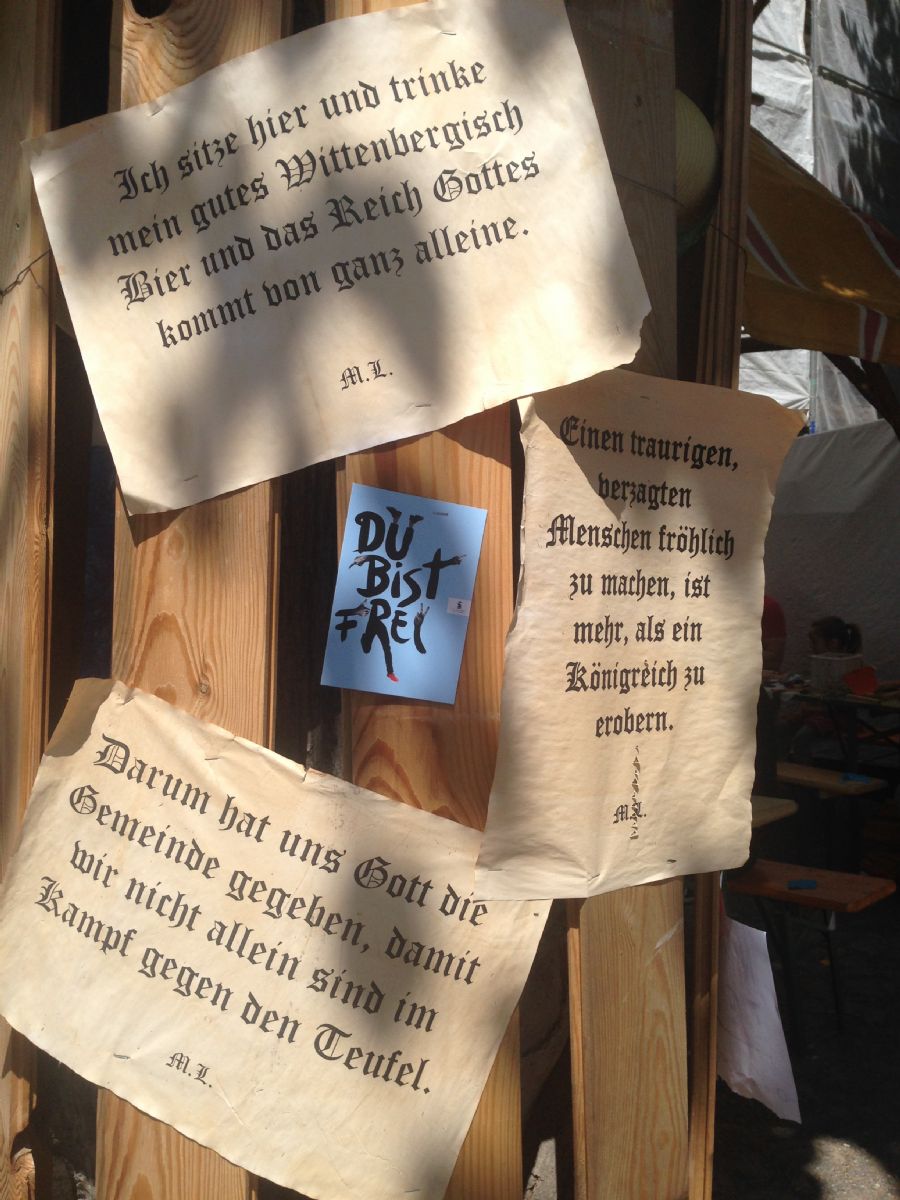 Ich sitze hier und trinke
mein gutes Wittenbergisch
Bier und das Reich Gottes
kommt von ganz alleine.
M.L.
Einen traurigen,
verzagten
Menschen fröhlich
zu machen, ist
mehr, als ein
Königreich zu
erobern.
M.L.
DU
BiST
FREI
Darum hat uns Gott die
Gemeinde gegeben, damit
wir nicht allein sind im
Kampf gegen den Teufel.
M.L.